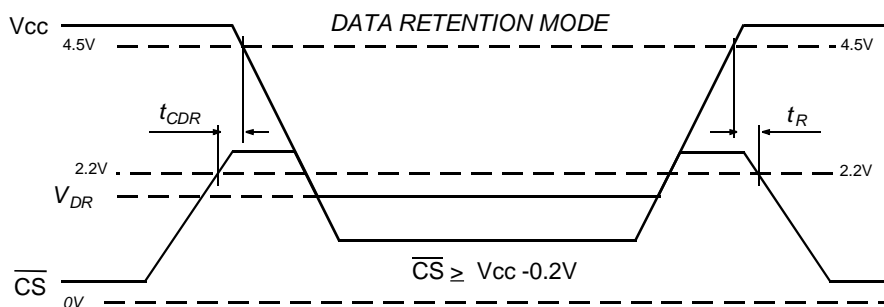 Vcc DATA RETENTION MODE
4.5V 4.5V
tCDR tR
2.2V 2.2V
VDR
CS ≥ Vcc -0.2V
CS
0V